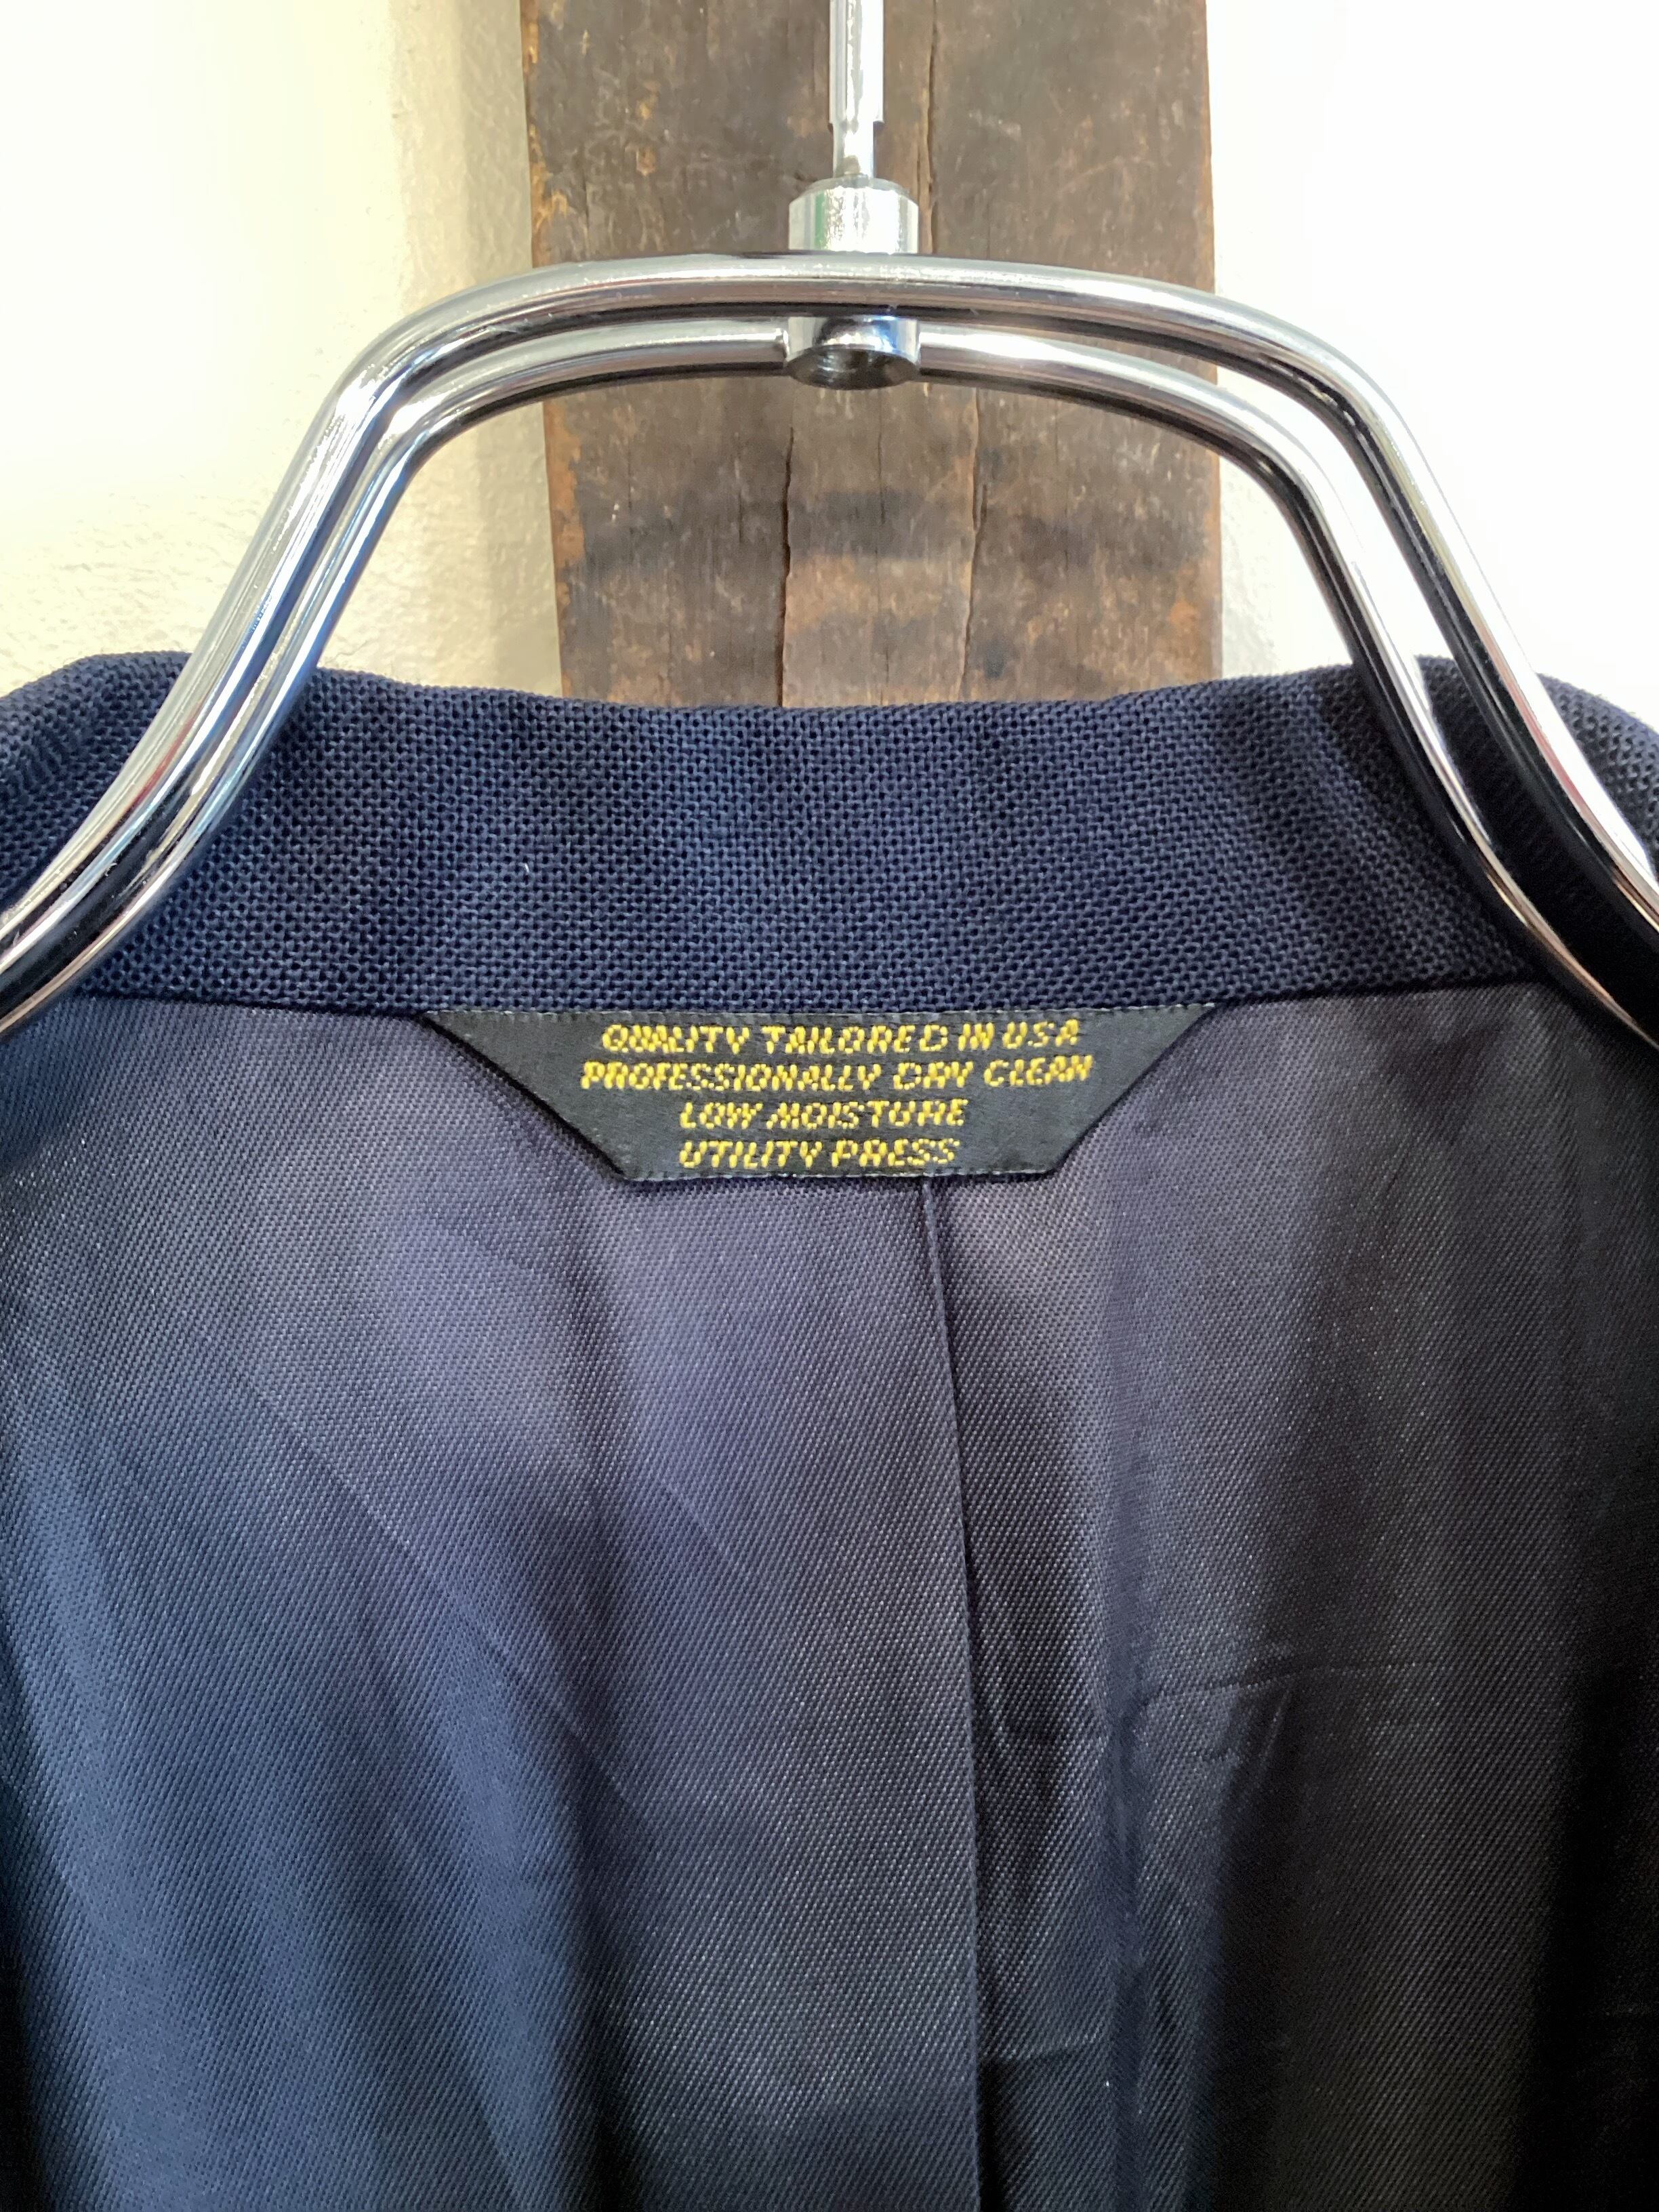 QUALITY TAILORED IN USA
PROFESSIONALLY DRY CLEAN
LOW MOISTURE
UTILITY PRESS